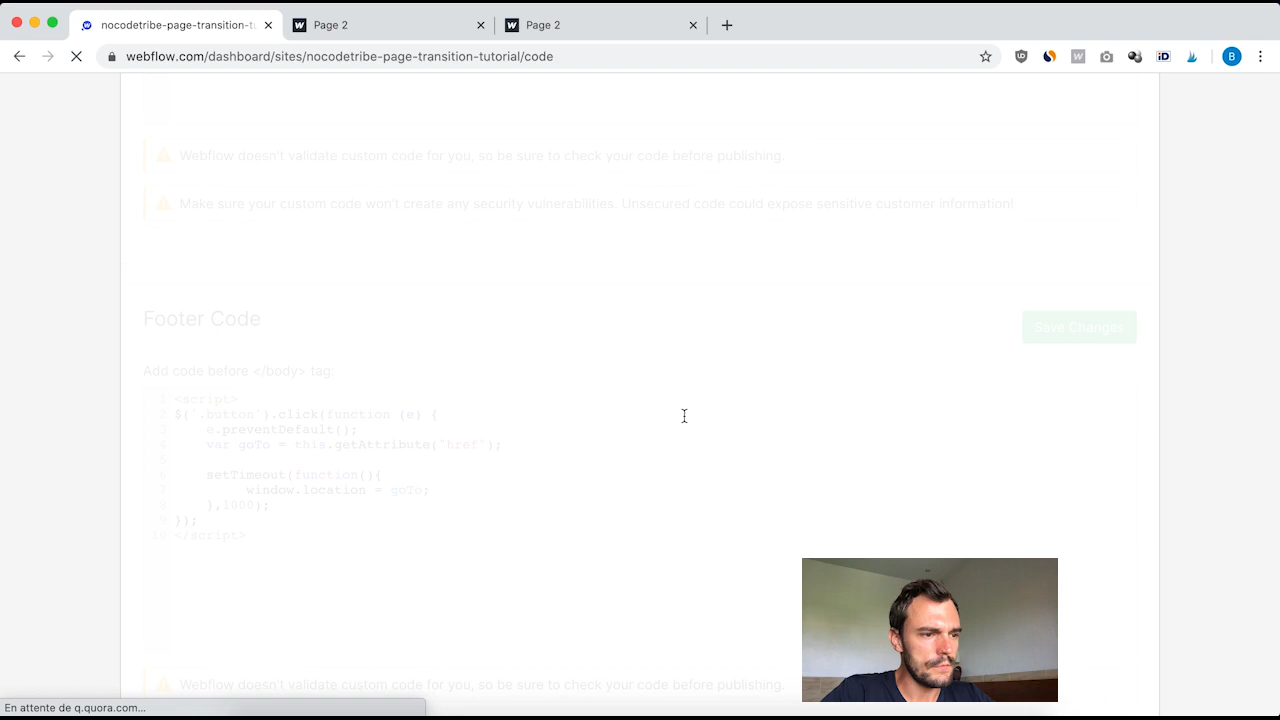 nocodetribe-page-transition-tu
Page 2
Page 2
webflow.com/dashboard/sites/nocodetribe-page-transition-tutorial/code
B
Webflow doesn't validate custom code for you, so be sure to check your code before publishing.
Make sure your custom code won't create any security vulnerabilities. Unsecured code could expose sensitive customer information!
Footer Code
Save Changes
Add code before </body> tag:
1 <script>
2 $('.button').click(function (e) {
3 e.preventDefault();
4 var goTo = this.getAttribute("href");
5
6 setTimeout(function(){
7 window.location = goTo;
8 },1000);
9 });
10 </script>
Webflow doesn't validate custom code for you, so be sure to check your code before publishing.
En attente de q.quora.com...